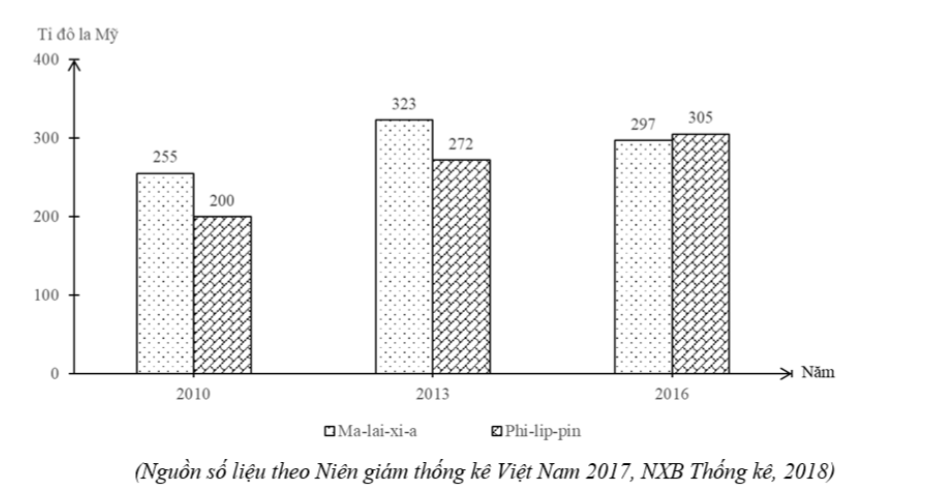 Tỉ đô la Mỹ
400
300
200
100
0
255
200
323
272
297
305
2010
2013
2016
Năm
Ma-lai-xi-a
Phi-lip-pin
(Nguồn số liệu theo Niên giám thống kê Việt Nam 2017, NXB Thống kê, 2018)